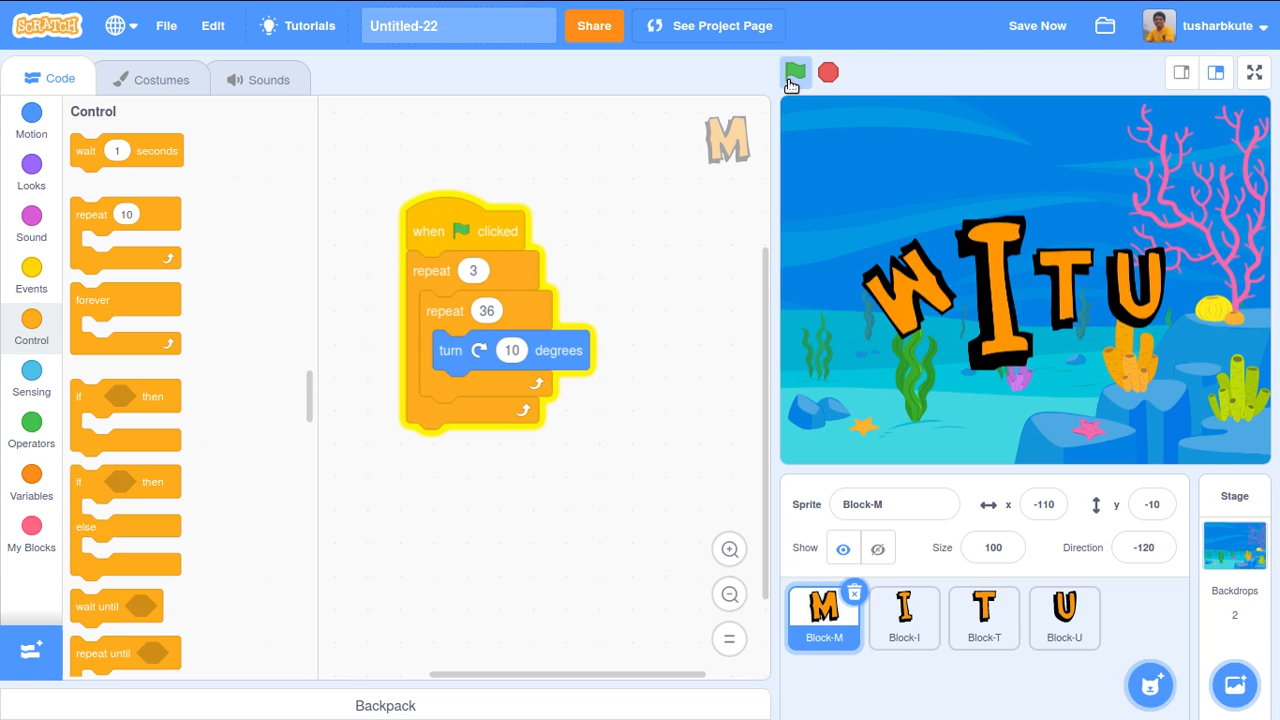 SCRATCH
File
Edit
Tutorials
Untitled-22
Share
See Project Page
Save Now
tusharbkute
Code
Costumes
Sounds
Motion
Looks
Sound
Events
Control
Sensing
Operators
Variables
My Blocks
Control
wait 1 seconds
repeat 10
forever
if then
if then
else
wait until
repeat until
M
when clicked
repeat 3
repeat 36
turn 10 degrees
Backpack
M I T U
Sprite Block-M x -110 y -10
Show Size 100 Direction -120
M
Block-M
I
Block-I
T
Block-T
U
Block-U
Stage
Backdrops
2